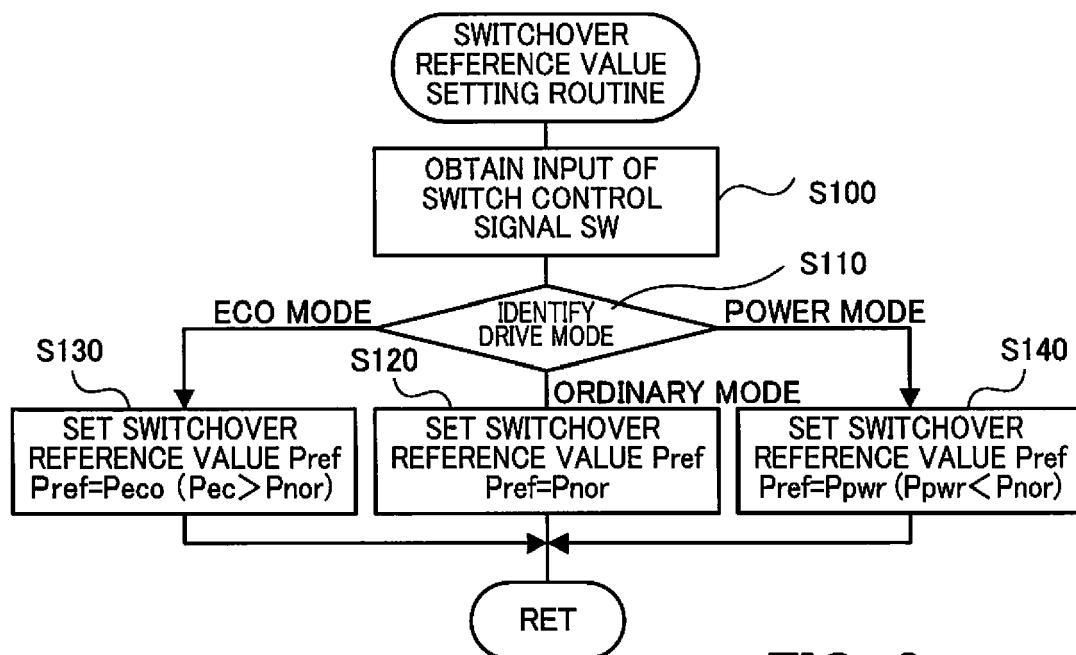 SWITCHOVER
REFERENCE VALUE
SETTING ROUTINE
OBTAIN INPUT OF
SWITCH CONTROL
SIGNAL SW
S100
S110
ECO MODE
IDENTIFY
DRIVE MODE
POWER MODE
S130
S120
ORDINARY MODE
S140
SET SWITCHOVER
REFERENCE VALUE Pref
Pref=Peco (Pec>Pnor)
SET SWITCHOVER
REFERENCE VALUE Pref
Pref=Pnor
SET SWITCHOVER
REFERENCE VALUE Pref
Pref=Ppwr (Ppwr<Pnor)
RET